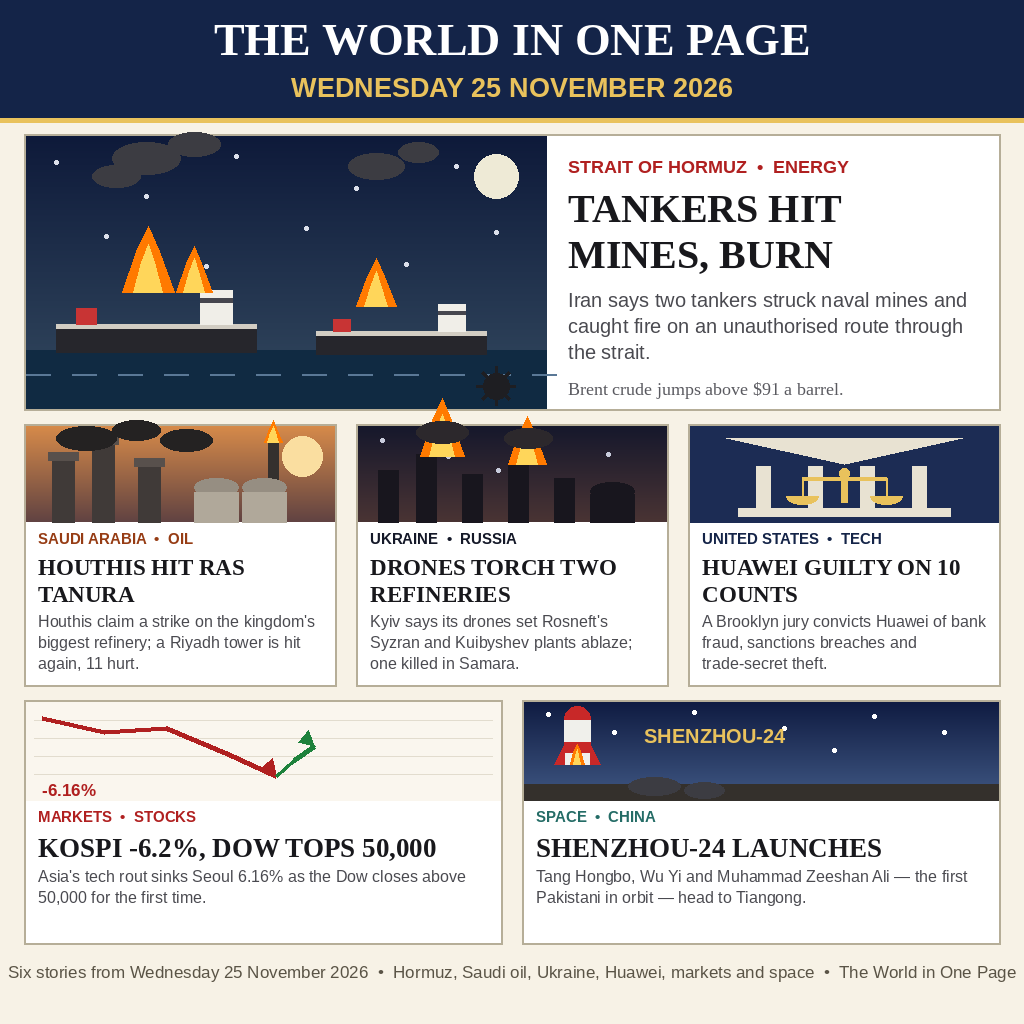 THE WORLD IN ONE PAGE
WEDNESDAY 25 NOVEMBER 2026
STRAIT OF HORMUZ • ENERGY
TANKERS HIT
MINES, BURN
Iran says two tankers struck naval mines and
caught fire on an unauthorised route through
the strait.
Brent crude jumps above $91 a barrel.
SAUDI ARABIA • OIL
HOUTHIS HIT RAS
TANURA
Houthis claim a strike on the kingdom's
biggest refinery; a Riyadh tower is hit
again, 11 hurt.
UKRAINE • RUSSIA
DRONES TORCH TWO
REFINERIES
Kyiv says its drones set Rosneft's
Syzran and Kuibyshev plants ablaze;
one killed in Samara.
UNITED STATES • TECH
HUAWEI GUILTY ON 10
COUNTS
A Brooklyn jury convicts Huawei of bank
fraud, sanctions breaches and
trade-secret theft.
-6.16%
MARKETS • STOCKS
KOSPI -6.2%, DOW TOPS 50,000
Asia's tech rout sinks Seoul 6.16% as the Dow closes above
50,000 for the first time.
SHENZHOU-24
SPACE • CHINA
SHENZHOU-24 LAUNCHES
Tang Hongbo, Wu Yi and Muhammad Zeeshan Ali — the first
Pakistani in orbit — head to Tiangong.
Six stories from Wednesday 25 November 2026 • Hormuz, Saudi oil, Ukraine, Huawei, markets and space • The World in One Page